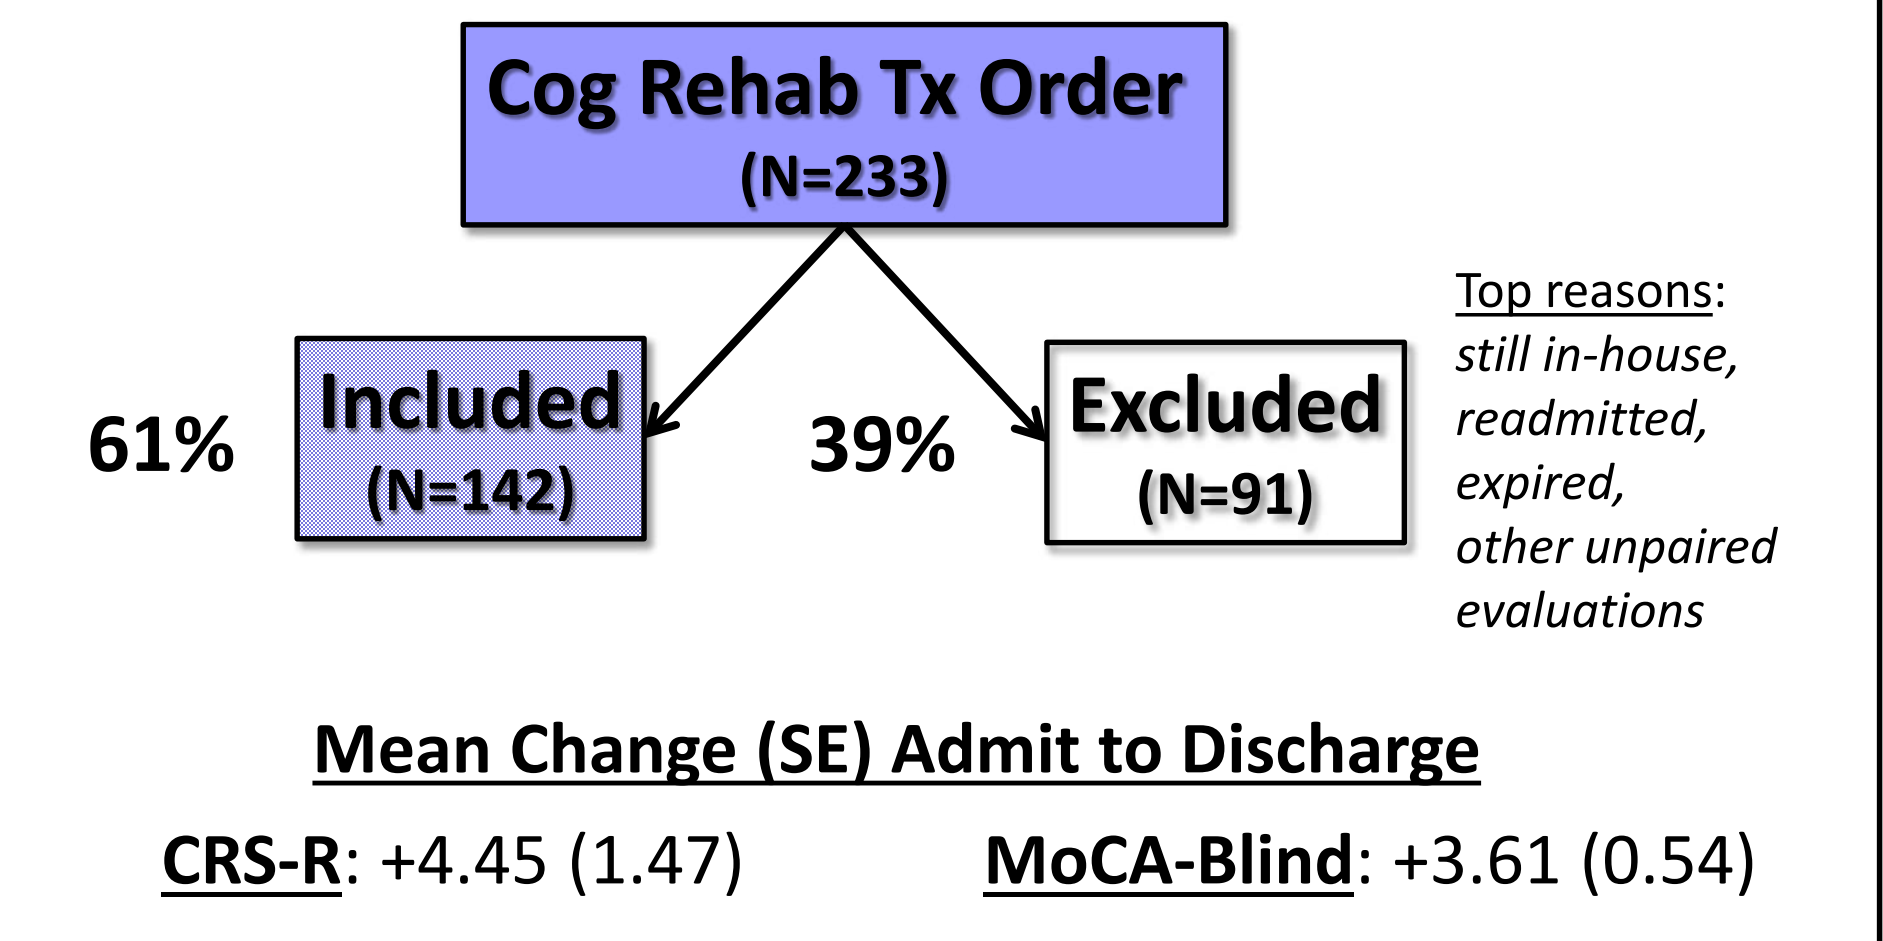 Cog Rehab Tx Order
(N=233)
61%
Included
(N=142)
39%
Excluded
(N=91)
Top reasons:
still in-house,
readmitted,
expired,
other unpaired
evaluations
Mean Change (SE) Admit to Discharge
CRS-R: +4.45 (1.47)
MoCA-Blind: +3.61 (0.54)